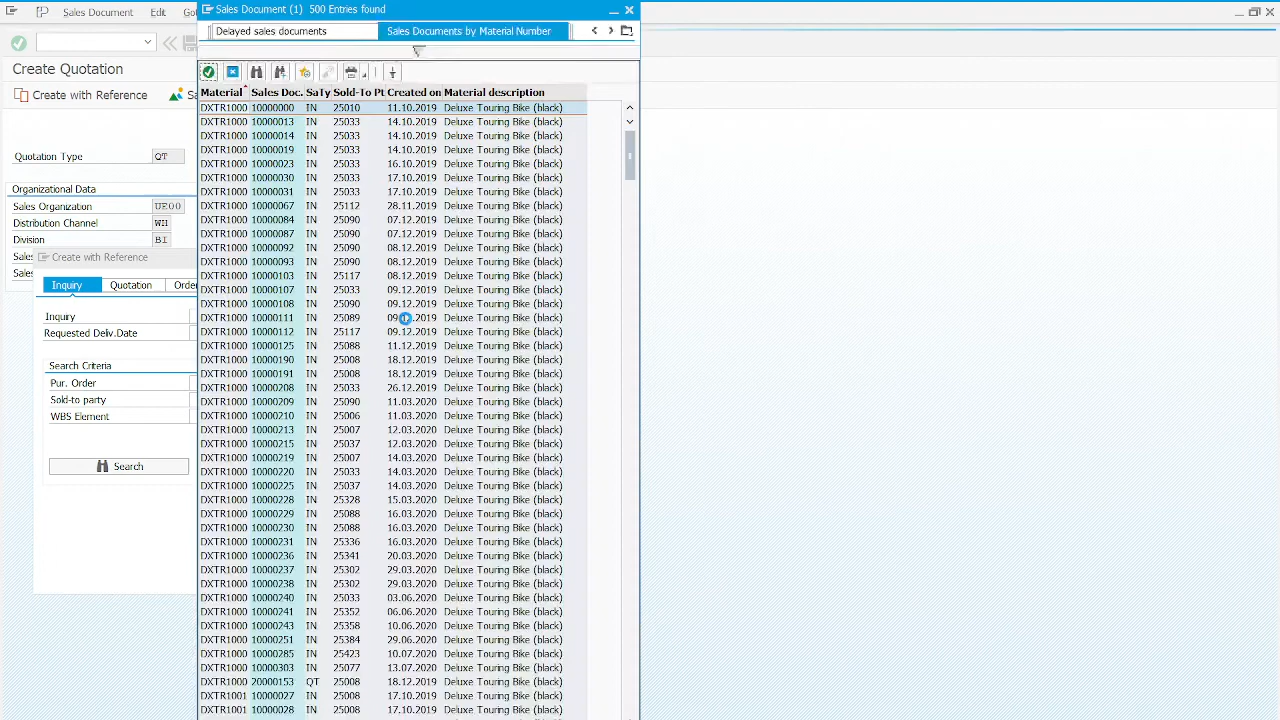 Sales Document (1)   500 Entries found
Sales Document   Edit   Go
Delayed sales documents   Sales Documents by Material Number
Create Quotation
Create with Reference
Material   Sales Doc.   SaTy   Sold-To Pt   Created on   Material description
DXTR1000 10000000 IN 25010 11.10.2019 Deluxe Touring Bike (black)
DXTR1000 10000013 IN 25033 14.10.2019 Deluxe Touring Bike (black)
DXTR1000 10000014 IN 25033 14.10.2019 Deluxe Touring Bike (black)
DXTR1000 10000019 IN 25033 14.10.2019 Deluxe Touring Bike (black)
DXTR1000 10000023 IN 25033 16.10.2019 Deluxe Touring Bike (black)
DXTR1000 10000030 IN 25033 17.10.2019 Deluxe Touring Bike (black)
DXTR1000 10000031 IN 25033 17.10.2019 Deluxe Touring Bike (black)
DXTR1000 10000067 IN 25112 28.11.2019 Deluxe Touring Bike (black)
DXTR1000 10000084 IN 25090 07.12.2019 Deluxe Touring Bike (black)
DXTR1000 10000087 IN 25090 07.12.2019 Deluxe Touring Bike (black)
DXTR1000 10000092 IN 25090 08.12.2019 Deluxe Touring Bike (black)
DXTR1000 10000093 IN 25090 08.12.2019 Deluxe Touring Bike (black)
DXTR1000 10000103 IN 25117 08.12.2019 Deluxe Touring Bike (black)
DXTR1000 10000107 IN 25033 09.12.2019 Deluxe Touring Bike (black)
DXTR1000 10000108 IN 25090 09.12.2019 Deluxe Touring Bike (black)
DXTR1000 10000111 IN 25089 Deluxe Touring Bike (black)
DXTR1000 10000112 IN 25117 09.12.2019 Deluxe Touring Bike (black)
DXTR1000 10000125 IN 25088 11.12.2019 Deluxe Touring Bike (black)
DXTR1000 10000190 IN 25008 18.12.2019 Deluxe Touring Bike (black)
DXTR1000 10000191 IN 25008 18.12.2019 Deluxe Touring Bike (black)
DXTR1000 10000208 IN 25033 26.12.2019 Deluxe Touring Bike (black)
DXTR1000 10000209 IN 25090 11.03.2020 Deluxe Touring Bike (black)
DXTR1000 10000210 IN 25006 11.03.2020 Deluxe Touring Bike (black)
DXTR1000 10000213 IN 25007 12.03.2020 Deluxe Touring Bike (black)
DXTR1000 10000215 IN 25037 12.03.2020 Deluxe Touring Bike (black)
DXTR1000 10000219 IN 25007 14.03.2020 Deluxe Touring Bike (black)
DXTR1000 10000220 IN 25033 14.03.2020 Deluxe Touring Bike (black)
DXTR1000 10000225 IN 25037 14.03.2020 Deluxe Touring Bike (black)
DXTR1000 10000228 IN 25328 15.03.2020 Deluxe Touring Bike (black)
DXTR1000 10000229 IN 25088 16.03.2020 Deluxe Touring Bike (black)
DXTR1000 10000230 IN 25088 16.03.2020 Deluxe Touring Bike (black)
DXTR1000 10000231 IN 25336 16.03.2020 Deluxe Touring Bike (black)
DXTR1000 10000236 IN 25341 20.03.2020 Deluxe Touring Bike (black)
DXTR1000 10000237 IN 25302 29.03.2020 Deluxe Touring Bike (black)
DXTR1000 10000238 IN 25302 29.03.2020 Deluxe Touring Bike (black)
DXTR1000 10000240 IN 25033 03.06.2020 Deluxe Touring Bike (black)
DXTR1000 10000241 IN 25352 06.06.2020 Deluxe Touring Bike (black)
DXTR1000 10000243 IN 25358 10.06.2020 Deluxe Touring Bike (black)
DXTR1000 10000251 IN 25384 29.06.2020 Deluxe Touring Bike (black)
DXTR1000 10000285 IN 25423 10.07.2020 Deluxe Touring Bike (black)
DXTR1000 10000303 IN 25077 13.07.2020 Deluxe Touring Bike (black)
DXTR1000 20000153 QT 25008 18.12.2019 Deluxe Touring Bike (black)
DXTR1001 10000027 IN 25008 17.10.2019 Deluxe Touring Bike (black)
DXTR1001 10000028 IN 25008 17.10.2019 Deluxe Touring Bike (black)
Quotation Type QT
Organizational Data
Sales Organization UE00
Distribution Channel WH
Division BI
Sales
Sales
Create with Reference
Inquiry   Quotation   Order
Inquiry
Requested Deliv.Date
Search Criteria
Pur. Order
Sold-to party
WBS Element
Search